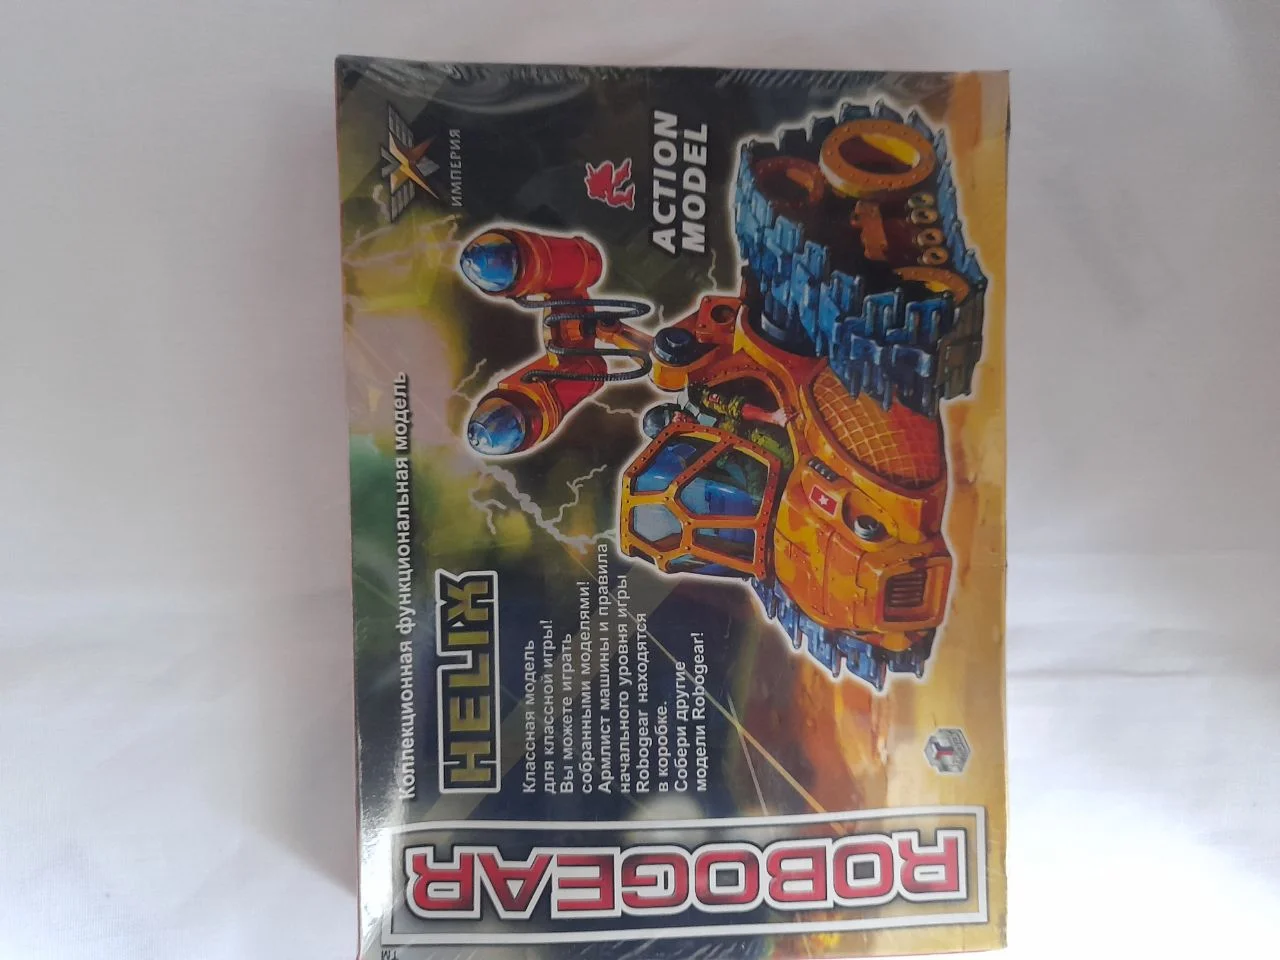 ИМПЕРИЯ
ACTION
MODEL
Коллекционная функциональная модель
HELIX
Классная модель
для классной игры!
Вы можете играть
собранными моделями!
Армлист машины и правила
начального уровня игры
Robogear находятся
в коробке.
Собери другие
модели Robogear!
ROBOGEAR
TM